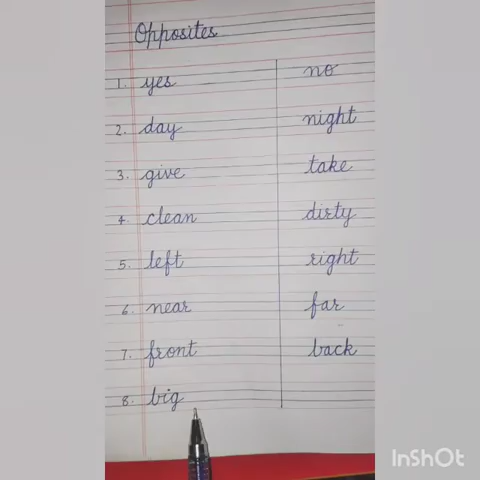 Opposites
1. yes no
2. day night
3. give take
4. clean dirty
5. left right
6. near far
7. front back
8. big
InShOt